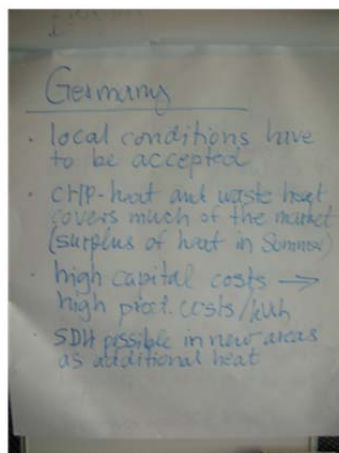 Germany
· local conditions have
to be accepted
· CHP-heat and waste heat
covers much of the market
(surplus of heat in Summer)
· high capital costs →
high prod. costs/kWh
· SDH possible in new areas
as additional heat